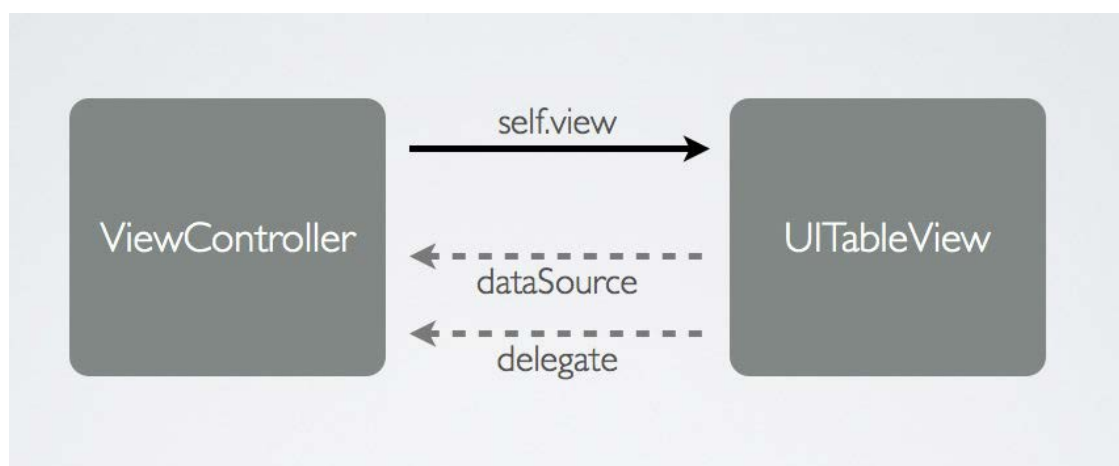 self.view
ViewController
UITableView
dataSource
delegate